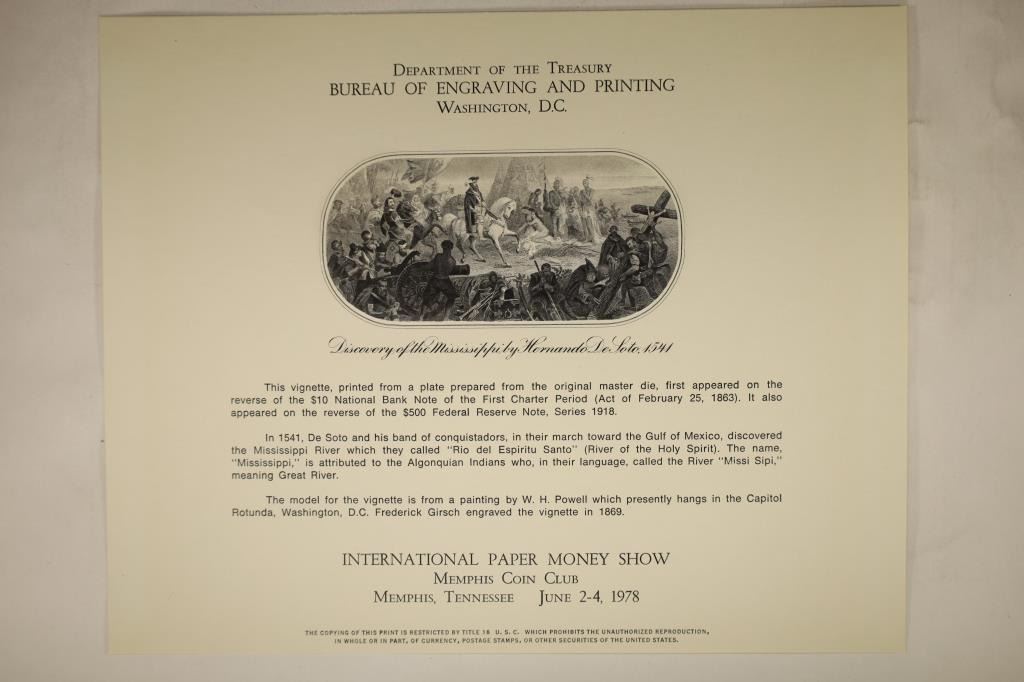 Department of the Treasury
BUREAU OF ENGRAVING AND PRINTING
Washington, D.C.
Discovery of the Mississippi by Hernando De Soto, 1541
This vignette, printed from a plate prepared from the original master die, first appeared on the
reverse of the $10 National Bank Note of the First Charter Period (Act of February 25, 1863). It also
appeared on the reverse of the $500 Federal Reserve Note, Series 1918.
In 1541, De Soto and his band of conquistadors, in their march toward the Gulf of Mexico, discovered
the Mississippi River which they called "Rio del Espiritu Santo" (River of the Holy Spirit). The name,
"Mississippi," is attributed to the Algonquian Indians who, in their language, called the River "Missi Sipi,"
meaning Great River.
The model for the vignette is from a painting by W. H. Powell which presently hangs in the Capitol
Rotunda, Washington, D.C. Frederick Girsch engraved the vignette in 1869.
INTERNATIONAL PAPER MONEY SHOW
Memphis Coin Club
Memphis, Tennessee June 2-4, 1978
THE COPYING OF THIS PRINT IS RESTRICTED BY TITLE 18 U. S. C. WHICH PROHIBITS THE UNAUTHORIZED REPRODUCTION,
IN WHOLE OR IN PART, OF CURRENCY, POSTAGE STAMPS, OR OTHER SECURITIES OF THE UNITED STATES.